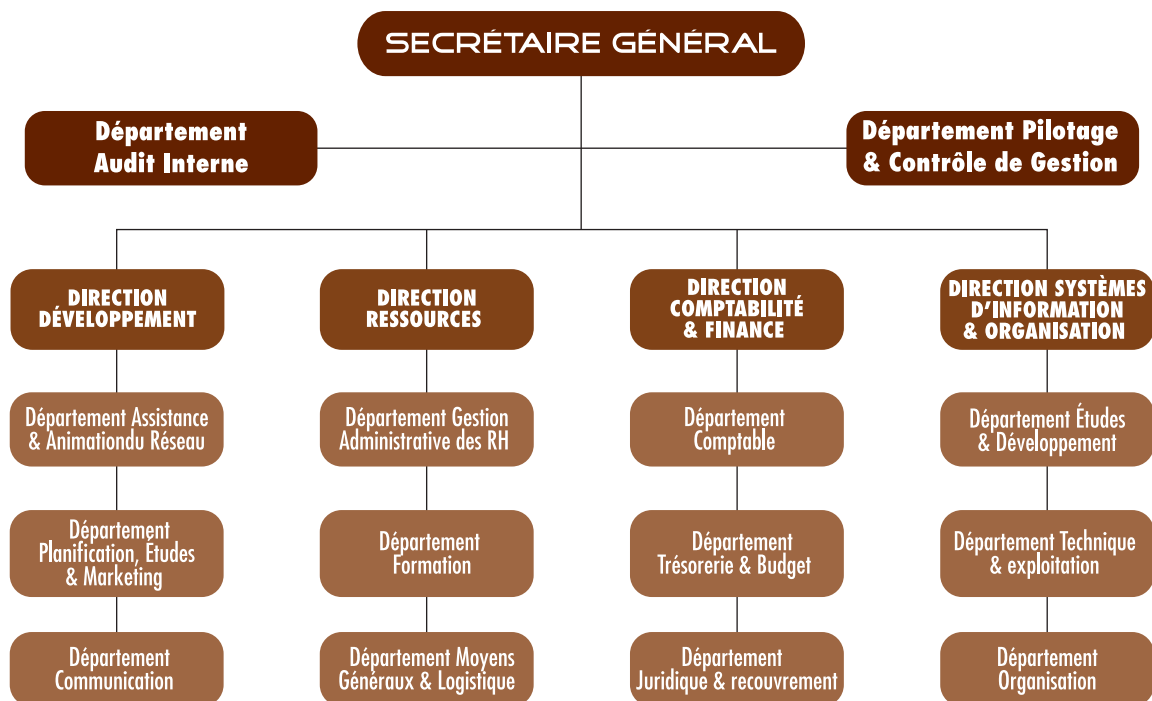 SECRÉTAIRE GÉNÉRAL
Département
Audit Interne
Département Pilotage
& Contrôle de Gestion
DIRECTION
DÉVELOPPEMENT
DIRECTION
RESSOURCES
DIRECTION
COMPTABILITÉ
& FINANCE
DIRECTION SYSTÈMES
D'INFORMATION
& ORGANISATION
Département Assistance
& Animationdu Réseau
Département Gestion
Administrative des RH
Département
Comptable
Département Études
& Développement
Département
Planification, Etudes
& Marketing
Département
Formation
Département
Trésorerie & Budget
Département Technique
& exploitation
Département
Communication
Département Moyens
Généraux & Logistique
Département
Juridique & recouvrement
Département
Organisation